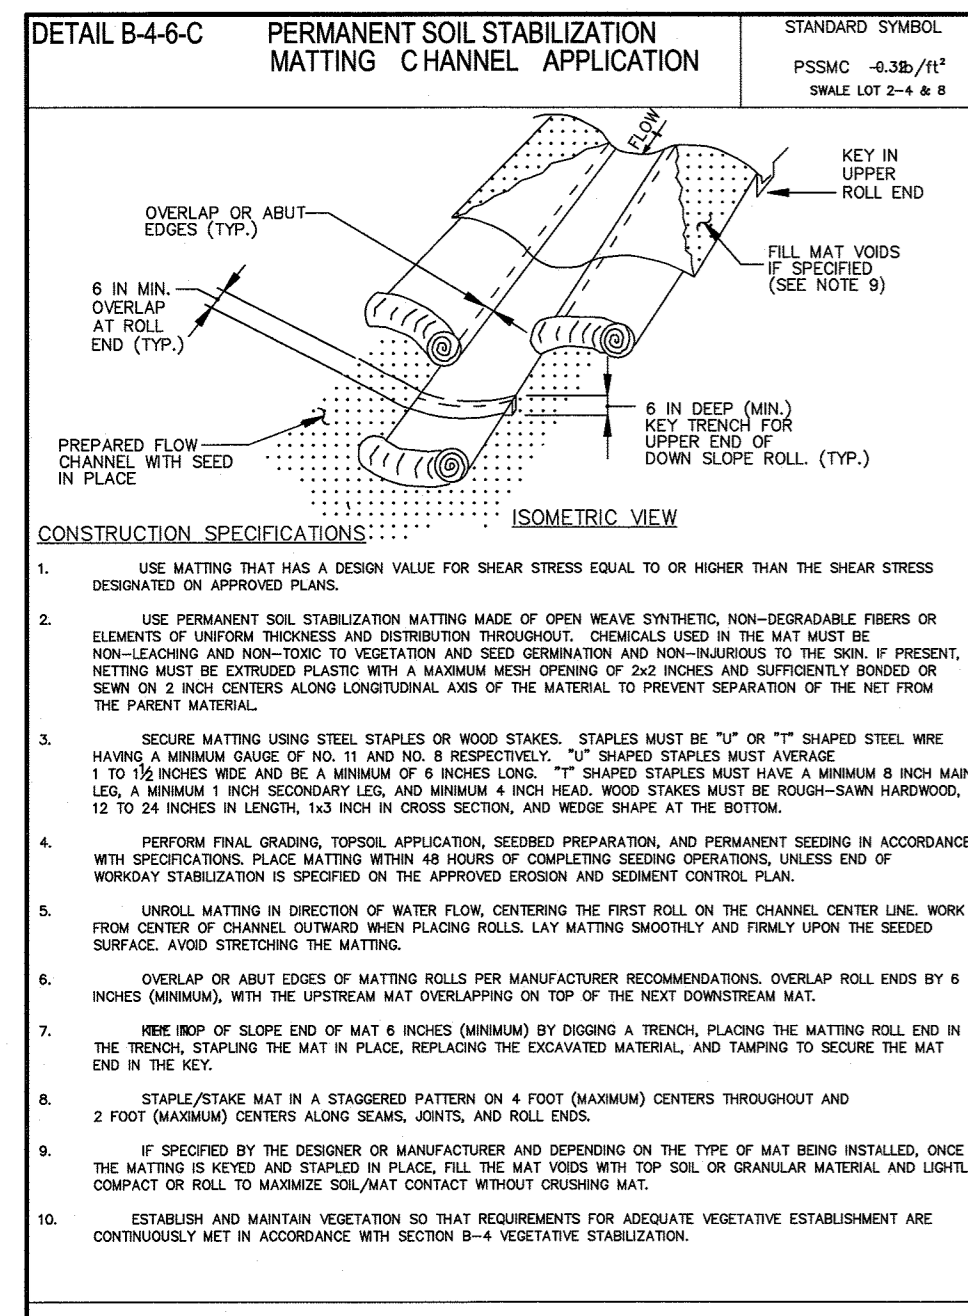 DETAIL B-4-6-C
PERMANENT SOIL STABILIZATION
MATTING CHANNEL APPLICATION
STANDARD SYMBOL
PSSMC
SWALE LOT 2-4 & 8
FLOW
KEY IN
UPPER
ROLL END
OVERLAP OR ABUT
EDGES (TYP.)
FILL MAT VOIDS
IF SPECIFIED
(SEE NOTE 9)
6 IN MIN.
OVERLAP
AT ROLL
END (TYP.)
6 IN DEEP (MIN.)
KEY TRENCH FOR
UPPER END OF
DOWN SLOPE ROLL. (TYP.)
PREPARED FLOW
CHANNEL WITH SEED
IN PLACE
ISOMETRIC VIEW
CONSTRUCTION SPECIFICATIONS
1. USE MATTING THAT HAS A DESIGN VALUE FOR SHEAR STRESS EQUAL TO OR HIGHER THAN THE SHEAR STRESS
DESIGNATED ON APPROVED PLANS.
2. USE PERMANENT SOIL STABILIZATION MATTING MADE OF OPEN WEAVE SYNTHETIC, NON-DEGRADABLE FIBERS OR
ELEMENTS OF UNIFORM THICKNESS AND DISTRIBUTION THROUGHOUT. CHEMICALS USED IN THE MAT MUST BE
NON-LEACHING AND NON-TOXIC TO VEGETATION AND SEED GERMINATION AND NON-INJURIOUS TO THE SKIN. IF PRESENT,
NETTING MUST BE EXTRUDED PLASTIC WITH A MAXIMUM MESH OPENING OF 2x2 INCHES AND SUFFICIENTLY BONDED OR
SEWN ON 2 INCH CENTERS ALONG LONGITUDINAL AXIS OF THE MATERIAL TO PREVENT SEPARATION OF THE NET FROM
THE PARENT MATERIAL.
3. SECURE MATTING USING STEEL STAPLES OR WOOD STAKES. STAPLES MUST BE "U" OR "T" SHAPED STEEL WIRE
HAVING A MINIMUM GAUGE OF NO. 11 AND NO. 8 RESPECTIVELY. "U" SHAPED STAPLES MUST AVERAGE
1 TO 1½ INCHES WIDE AND BE A MINIMUM OF 6 INCHES LONG. "T" SHAPED STAPLES MUST HAVE A MINIMUM 8 INCH MAIN
LEG, A MINIMUM 1 INCH SECONDARY LEG, AND MINIMUM 4 INCH HEAD. WOOD STAKES MUST BE ROUGH-SAWN HARDWOOD,
12 TO 24 INCHES IN LENGTH, 1x3 INCH IN CROSS SECTION, AND WEDGE SHAPE AT THE BOTTOM.
4. PERFORM FINAL GRADING, TOPSOIL APPLICATION, SEEDBED PREPARATION, AND PERMANENT SEEDING IN ACCORDANCE
WITH SPECIFICATIONS. PLACE MATTING WITHIN 48 HOURS OF COMPLETING SEEDING OPERATIONS, UNLESS END OF
WORKDAY STABILIZATION IS SPECIFIED ON THE APPROVED EROSION AND SEDIMENT CONTROL PLAN.
5. UNROLL MATTING IN DIRECTION OF WATER FLOW, CENTERING THE FIRST ROLL ON THE CHANNEL CENTER LINE. WORK
FROM CENTER OF CHANNEL OUTWARD WHEN PLACING ROLLS. LAY MATTING SMOOTHLY AND FIRMLY UPON THE SEEDED
SURFACE. AVOID STRETCHING THE MATTING.
6. OVERLAP OR ABUT EDGES OF MATTING ROLLS PER MANUFACTURER RECOMMENDATIONS. OVERLAP ROLL ENDS BY 6
INCHES (MINIMUM), WITH THE UPSTREAM MAT OVERLAPPING ON TOP OF THE NEXT DOWNSTREAM MAT.
7. OF SLOPE END OF MAT 6 INCHES (MINIMUM) BY DIGGING A TRENCH, PLACING THE MATTING ROLL END IN
THE TRENCH, STAPLING THE MAT IN PLACE, REPLACING THE EXCAVATED MATERIAL, AND TAMPING TO SECURE THE MAT
END IN THE KEY.
8. STAPLE/STAKE MAT IN A STAGGERED PATTERN ON 4 FOOT (MAXIMUM) CENTERS THROUGHOUT AND
2 FOOT (MAXIMUM) CENTERS ALONG SEAMS, JOINTS, AND ROLL ENDS.
9. IF SPECIFIED BY THE DESIGNER OR MANUFACTURER AND DEPENDING ON THE TYPE OF MAT BEING INSTALLED, ONCE
THE MATTING IS KEYED AND STAPLED IN PLACE, FILL THE MAT VOIDS WITH TOP SOIL OR GRANULAR MATERIAL AND LIGHTL
COMPACT OR ROLL TO MAXIMIZE SOIL/MAT CONTACT WITHOUT CRUSHING MAT.
10. ESTABLISH AND MAINTAIN VEGETATION SO THAT REQUIREMENTS FOR ADEQUATE VEGETATIVE ESTABLISHMENT ARE
CONTINUOUSLY MET IN ACCORDANCE WITH SECTION B-4 VEGETATIVE STABILIZATION.